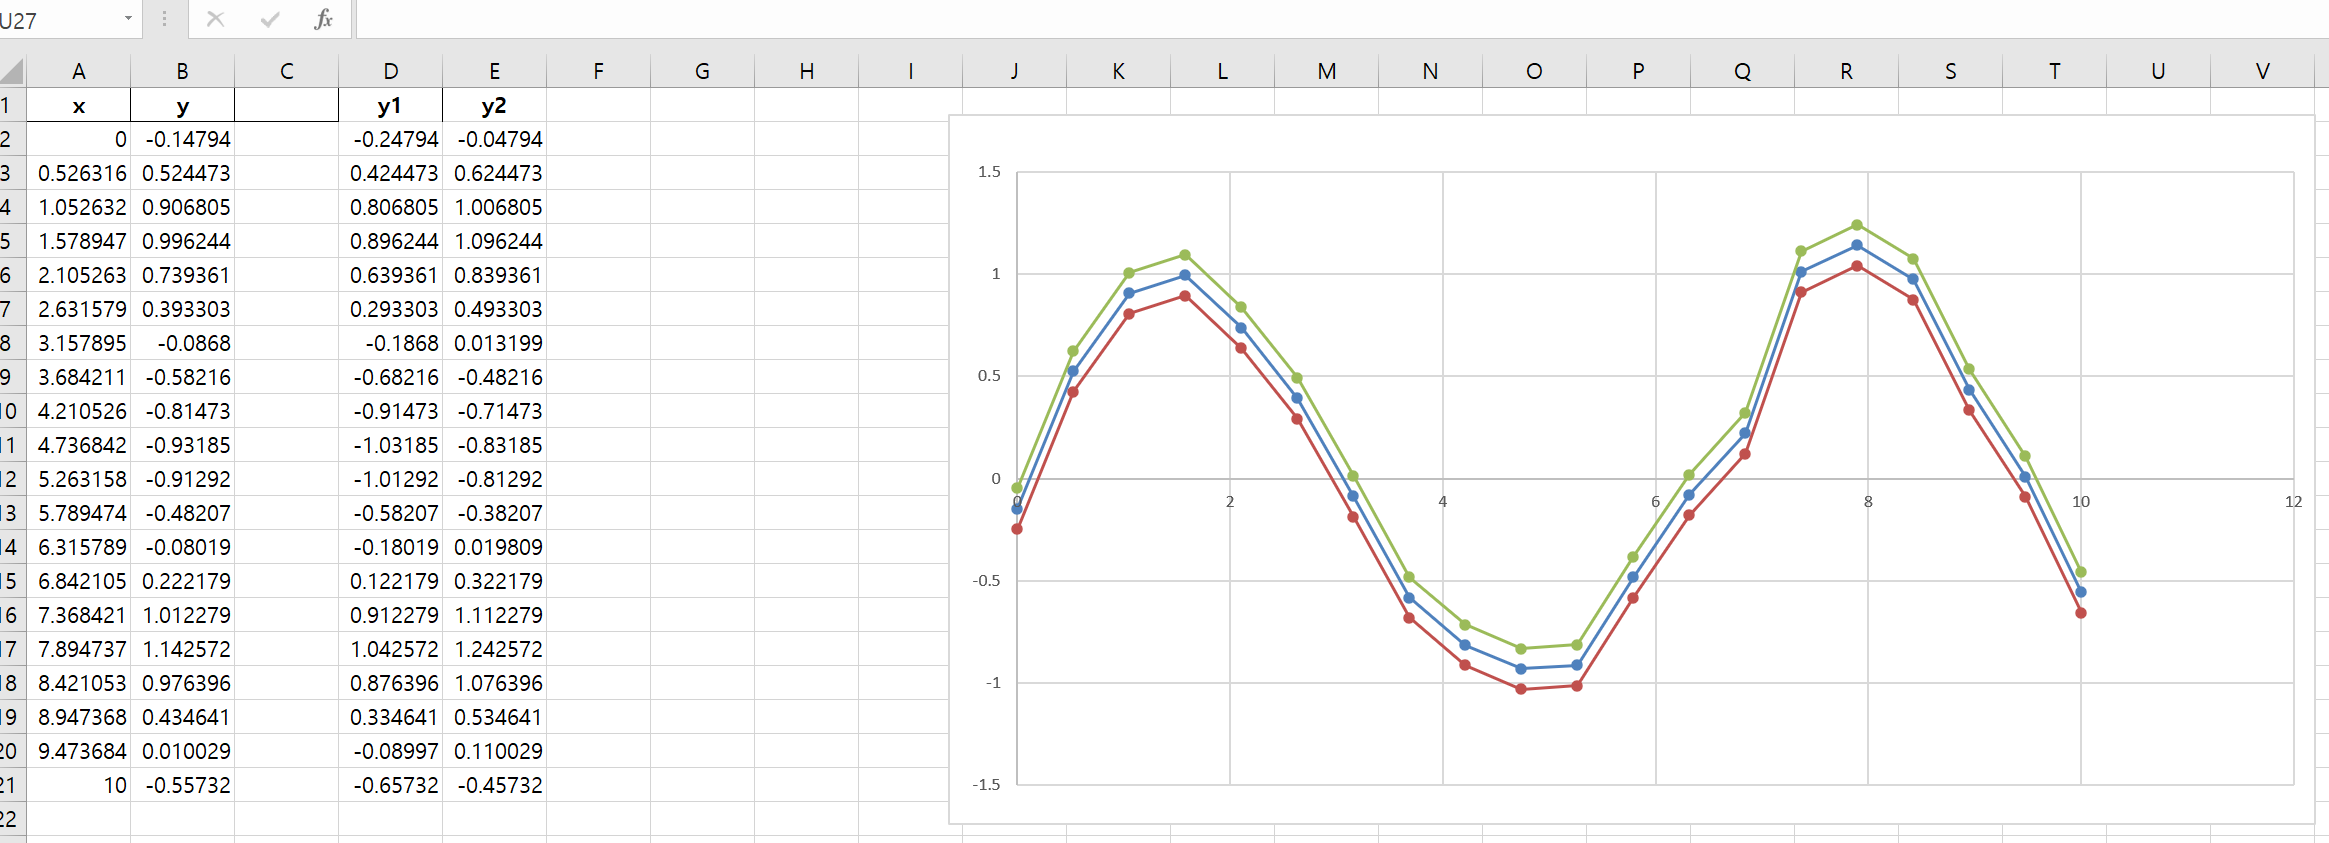 U27 fx
A B C D E F G H I J K L M N O P Q R S T U V
1 x y y1 y2
2 0 -0.14794 -0.24794 -0.04794
3 0.526316 0.524473 0.424473 0.624473
4 1.052632 0.906805 0.806805 1.006805
5 1.578947 0.996244 0.896244 1.096244
6 2.105263 0.739361 0.639361 0.839361
7 2.631579 0.393303 0.293303 0.493303
8 3.157895 -0.0868 -0.1868 0.013199
9 3.684211 -0.58216 -0.68216 -0.48216
10 4.210526 -0.81473 -0.91473 -0.71473
11 4.736842 -0.93185 -1.03185 -0.83185
12 5.263158 -0.91292 -1.01292 -0.81292
13 5.789474 -0.48207 -0.58207 -0.38207
14 6.315789 -0.08019 -0.18019 0.019809
15 6.842105 0.222179 0.122179 0.322179
16 7.368421 1.012279 0.912279 1.112279
17 7.894737 1.142572 1.042572 1.242572
18 8.421053 0.976396 0.876396 1.076396
19 8.947368 0.434641 0.334641 0.534641
20 9.473684 0.010029 -0.08997 0.110029
21 10 -0.55732 -0.65732 -0.45732
22
1.5
1
0.5
0
0 2 4 6 8 10 12
-0.5
-1
-1.5